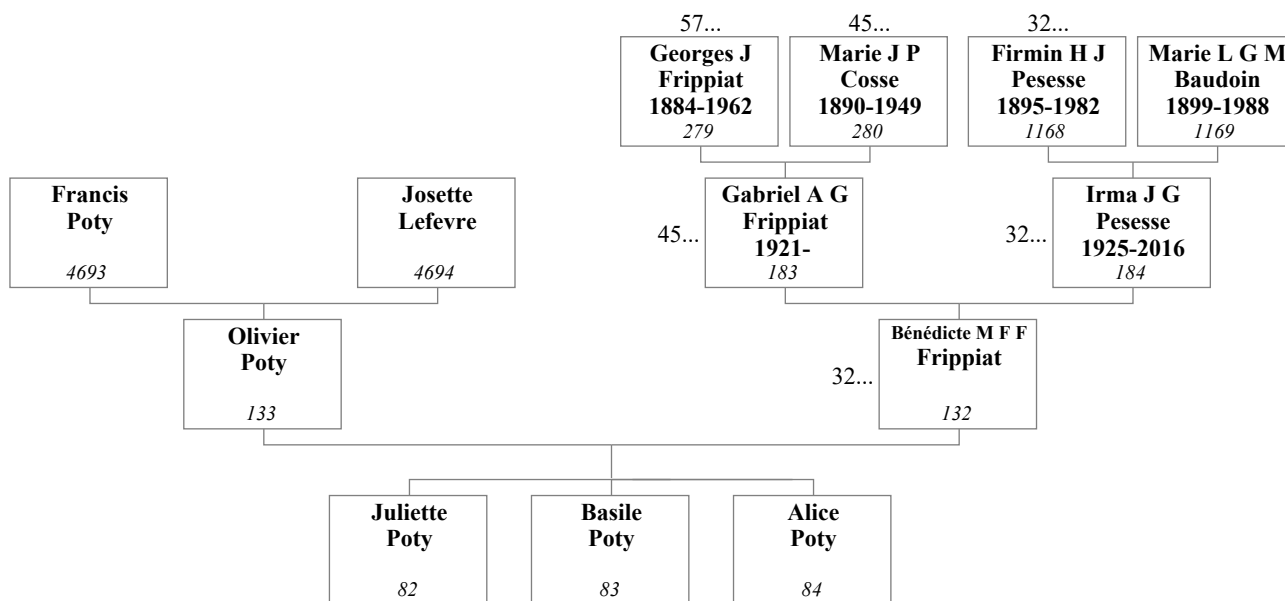 57...
45...
32...
Georges J
Frippiat
1884-1962
279
Marie J P
Cosse
1890-1949
280
Firmin H J
Pesesse
1895-1982
1168
Marie L G M
Baudoin
1899-1988
1169
Francis
Poty
4693
Josette
Lefevre
4694
45...
Gabriel A G
Frippiat
1921-
183
32...
Irma J G
Pesesse
1925-2016
184
Olivier
Poty
133
32...
Bénédicte M F F
Frippiat
132
Juliette
Poty
82
Basile
Poty
83
Alice
Poty
84